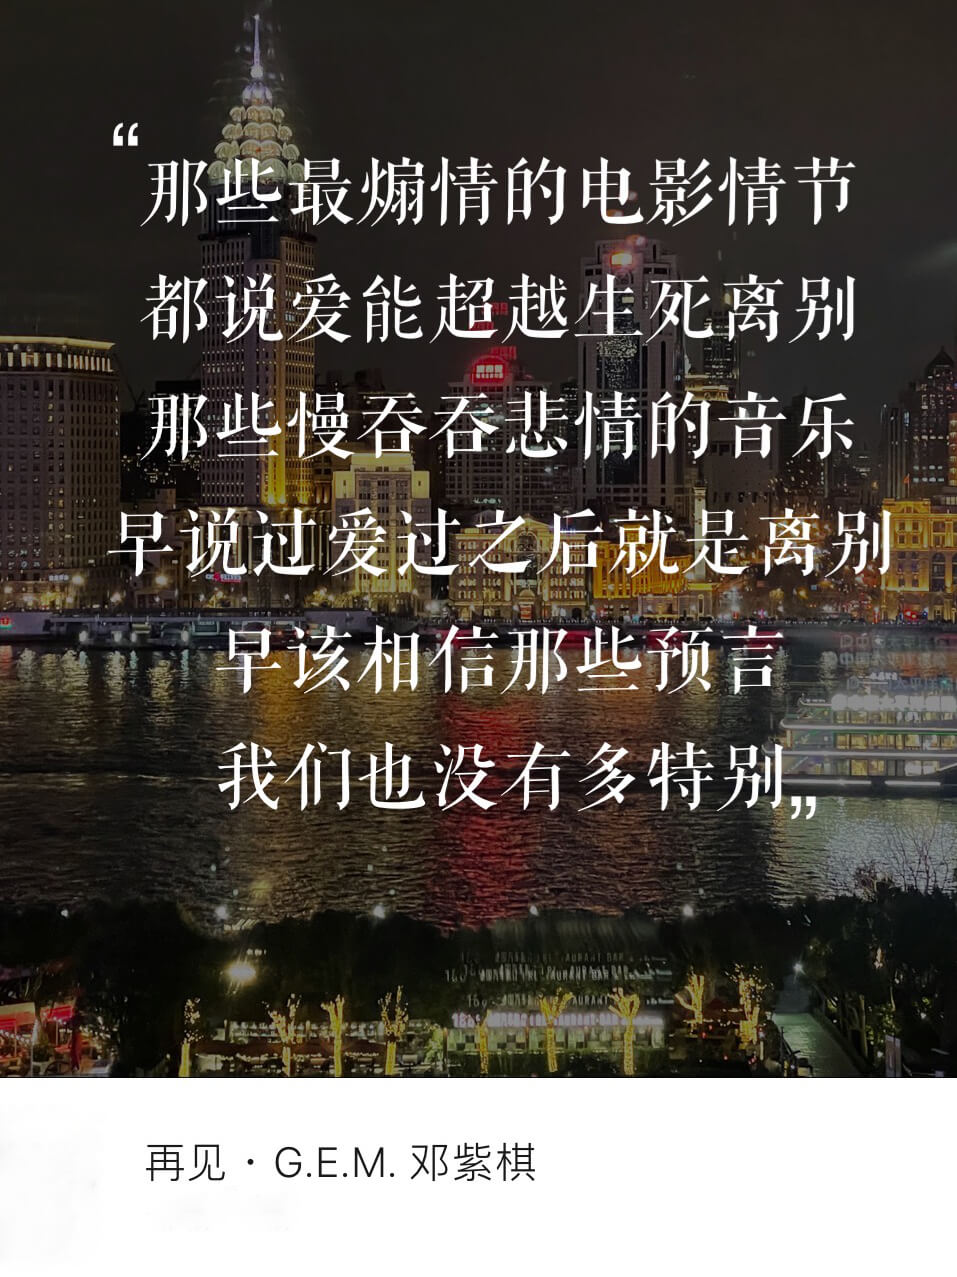 “那些最煽情的电影情节
都说爱能超越生死离别
那些慢吞吞悲情的音乐
早说过爱过之后就是离别
早该相信那些预言
我们也没有多特别”
再见·G.E.M. 邓紫棋